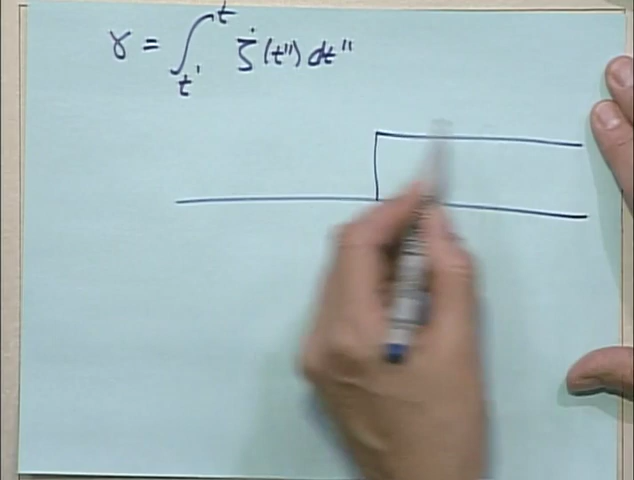 γ = ∫_{t'}^{t} ζ̇(t'') dt''